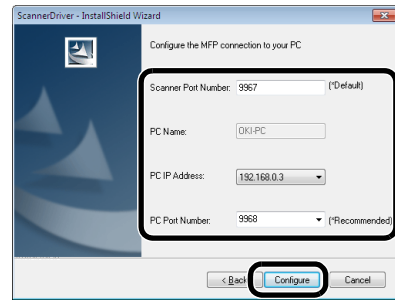 ScannerDriver - InstallShield Wizard
Configure the MFP connection to your PC
Scanner Port Number: 9967 (*Default)
PC Name: OKI-PC
PC IP Address: 192.168.0.3
PC Port Number: 9968 (*Recommended)
< Back Configure Cancel